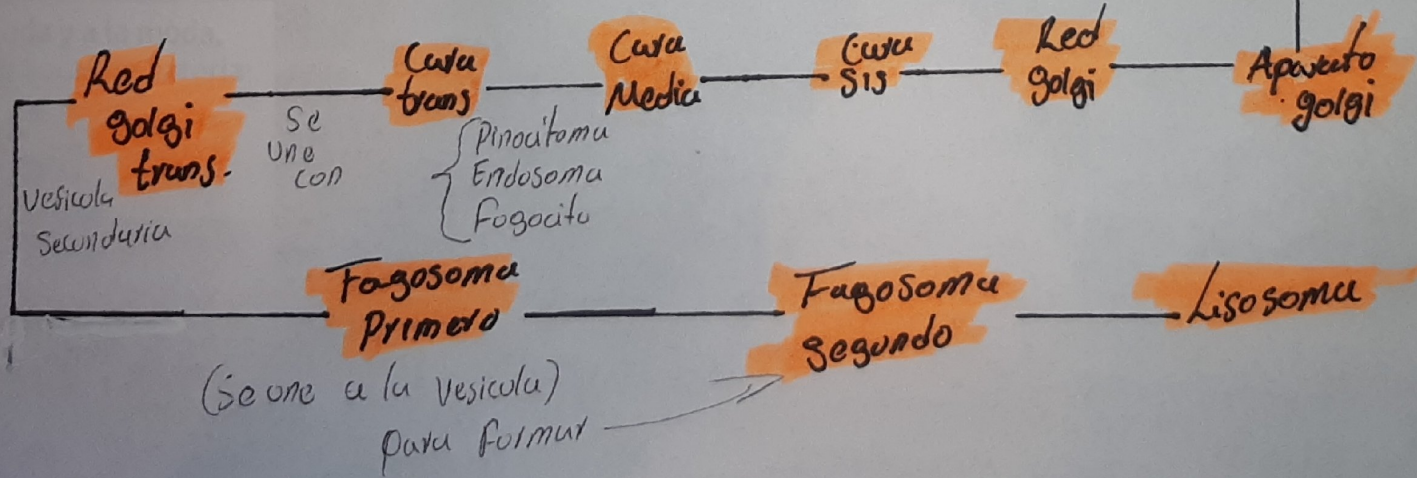 Red
golgi
trans.
Cara
trans
Cara
Media
Cara
Sis
Red
golgi
Aparato
golgi
Se
une
con
Pinocitoma
Endosoma
Fogocito
Vesicula
Secundaria
Fagosoma
Primero
Fagosoma
segundo
Lisosoma
(Se une a la vesicula)
para formar